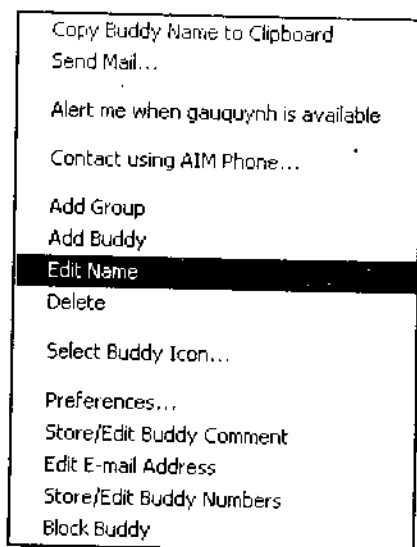 Copy Buddy Name to Clipboard
Send Mail...
Alert me when gauquynh is available
Contact using AIM Phone...
Add Group
Add Buddy
Edit Name
Delete
Select Buddy Icon...
Preferences...
Store/Edit Buddy Comment
Edit E-mail Address
Store/Edit Buddy Numbers
Block Buddy